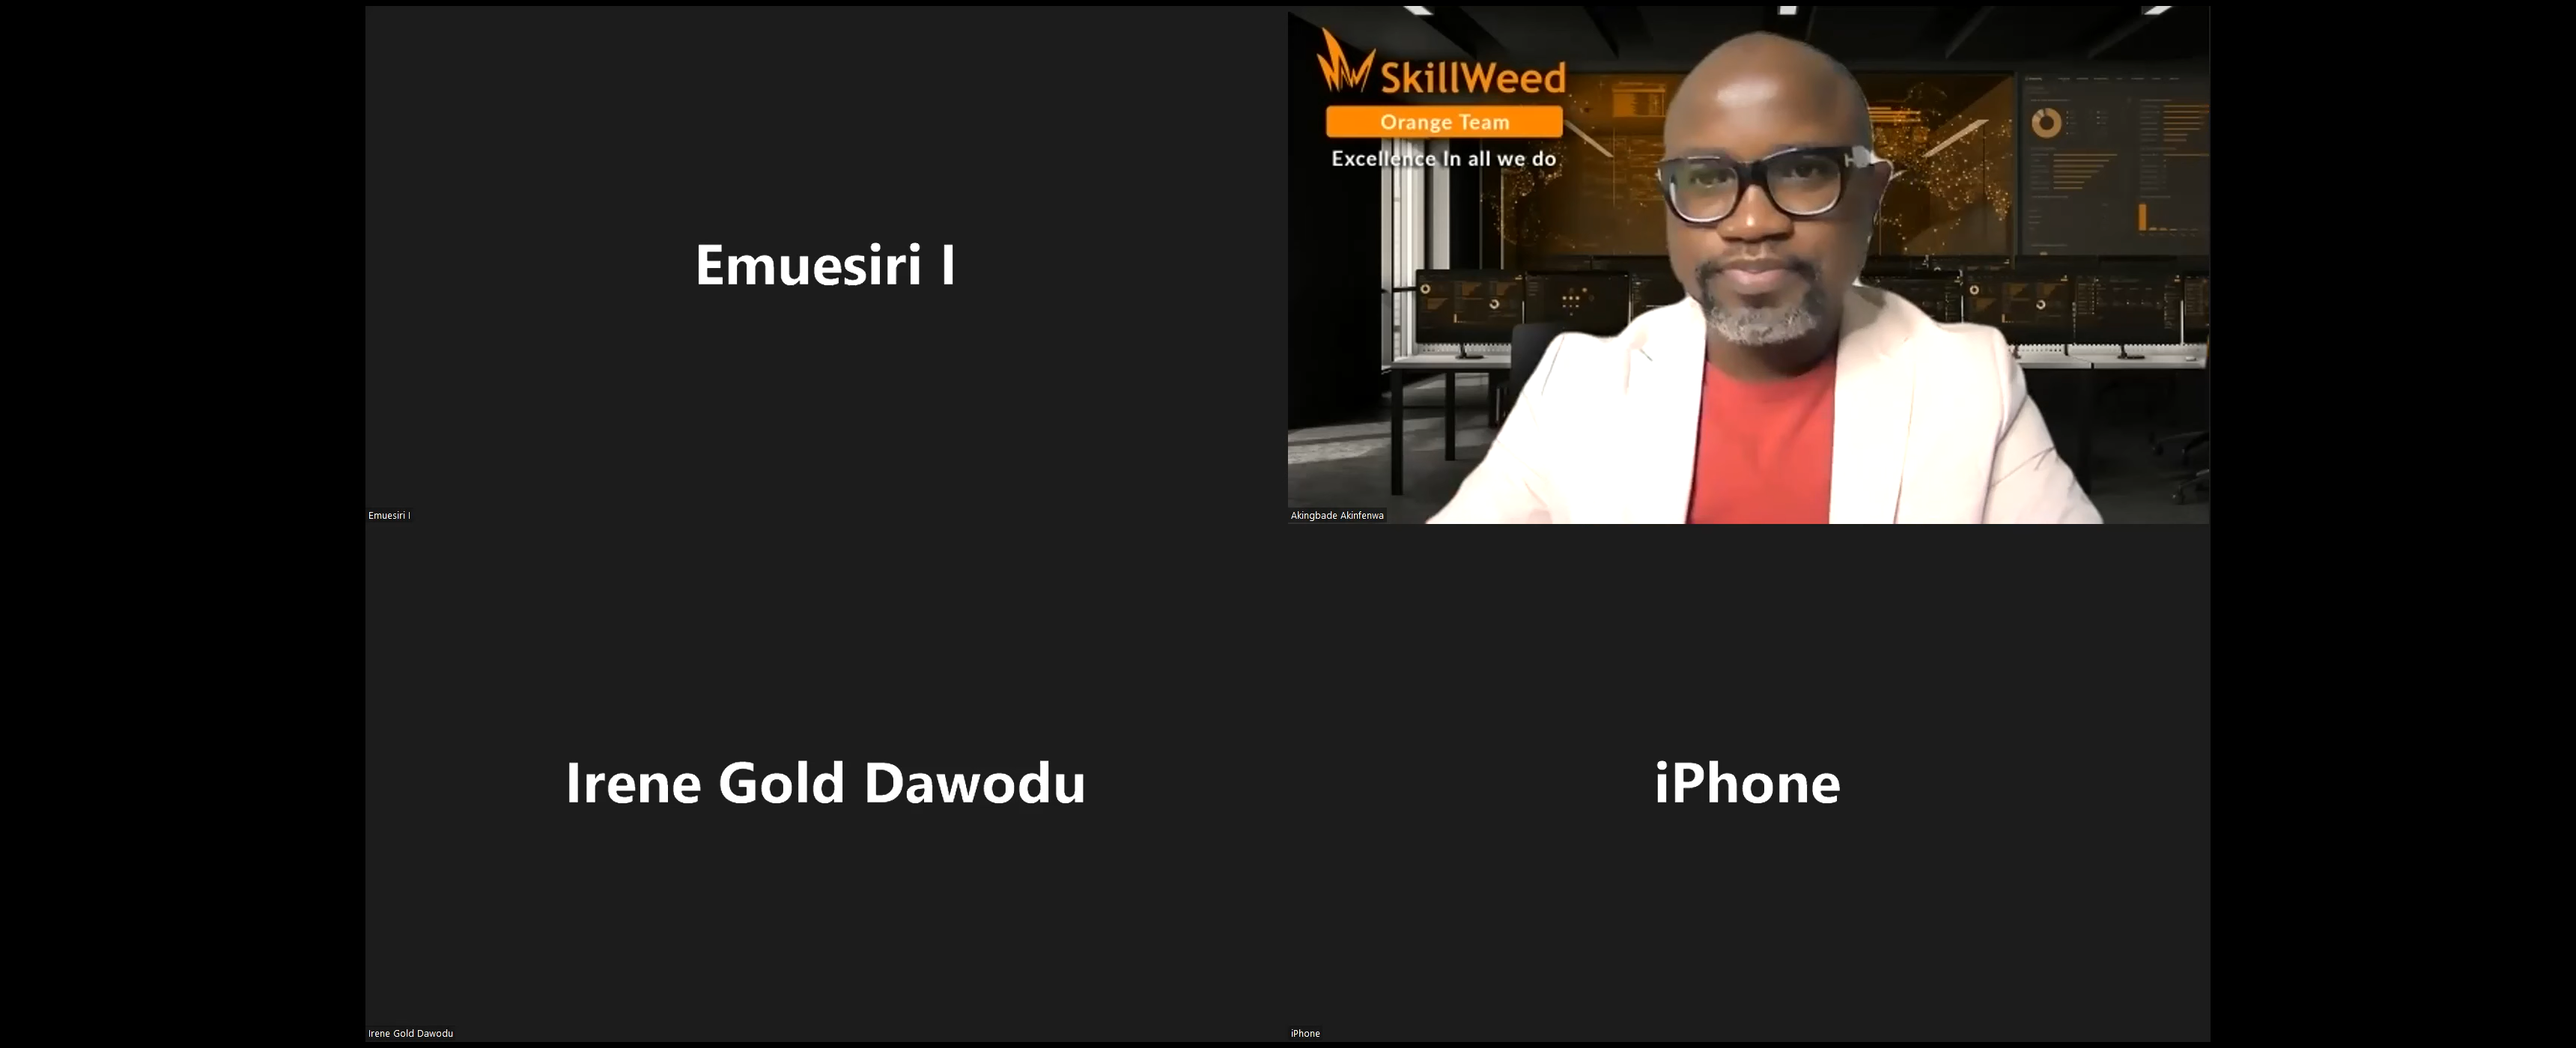 Emuesiri I
Emuesiri I
SkillWeed
Orange Team
Excellence In all we do
Akingbade Akinfenwa
Irene Gold Dawodu
Irene Gold Dawodu
iPhone
iPhone